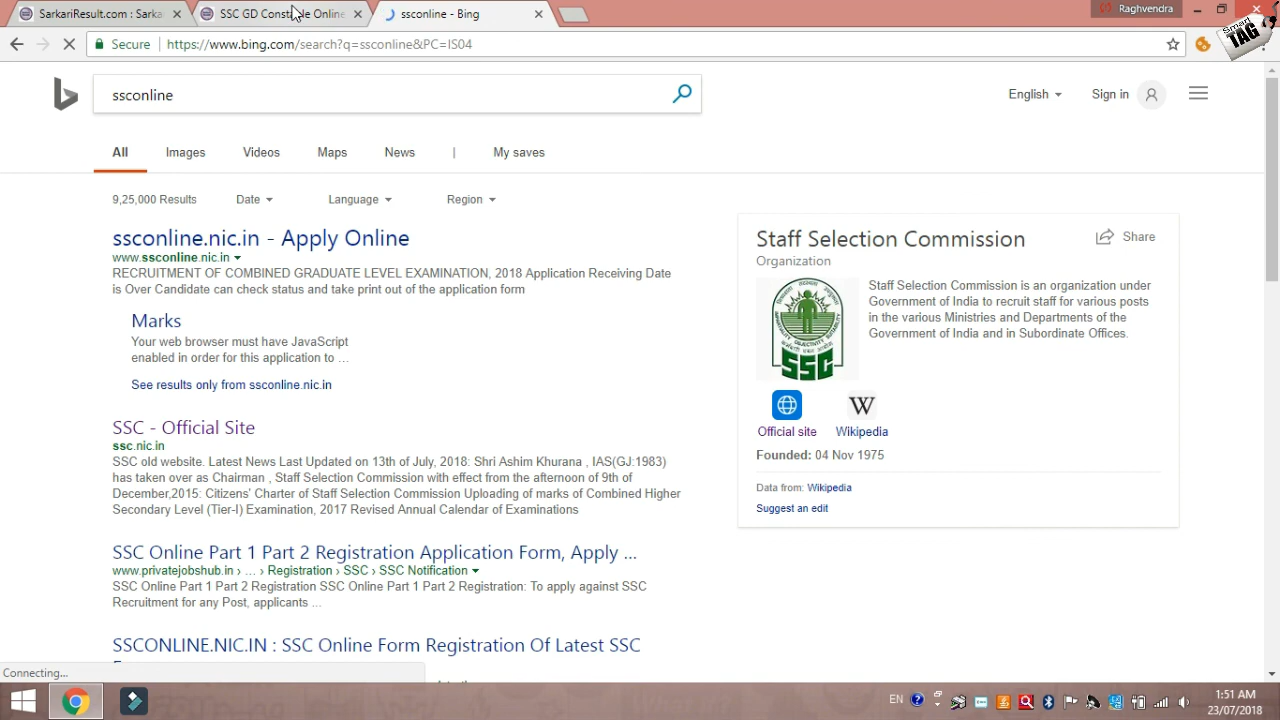 SarkariResult.com : Sarka
SSC GD Constable Online
ssconline - Bing
Raghvendra
Smart TAG
Secure
https://www.bing.com/search?q=ssconline&PC=IS04
ssconline
English
Sign in
All
Images
Videos
Maps
News
|
My saves
9,25,000 Results
Date
Language
Region
ssconline.nic.in - Apply Online
www.ssconline.nic.in
RECRUITMENT OF COMBINED GRADUATE LEVEL EXAMINATION, 2018 Application Receiving Date
is Over Candidate can check status and take print out of the application form
Marks
Your web browser must have JavaScript
enabled in order for this application to ...
See results only from ssconline.nic.in
SSC - Official Site
ssc.nic.in
SSC old website. Latest News Last Updated on 13th of July, 2018: Shri Ashim Khurana , IAS(GJ:1983)
has taken over as Chairman , Staff Selection Commission with effect from the afternoon of 9th of
December,2015: Citizens' Charter of Staff Selection Commission Uploading of marks of Combined Higher
Secondary Level (Tier-I) Examination, 2017 Revised Annual Calendar of Examinations
SSC Online Part 1 Part 2 Registration Application Form, Apply ...
www.privatejobshub.in › ... › Registration › SSC › SSC Notification
SSC Online Part 1 Part 2 Registration SSC Online Part 1 Part 2 Registration: To apply against SSC
Recruitment for any Post, applicants ...
SSCONLINE.NIC.IN : SSC Online Form Registration Of Latest SSC
Staff Selection Commission
Share
Organization
SSC
Staff Selection Commission is an organization under
Government of India to recruit staff for various posts
in the various Ministries and Departments of the
Government of India and in Subordinate Offices.
W
Official site
Wikipedia
Founded: 04 Nov 1975
Data from: Wikipedia
Suggest an edit
Connecting...
EN
1:51 AM
23/07/2018